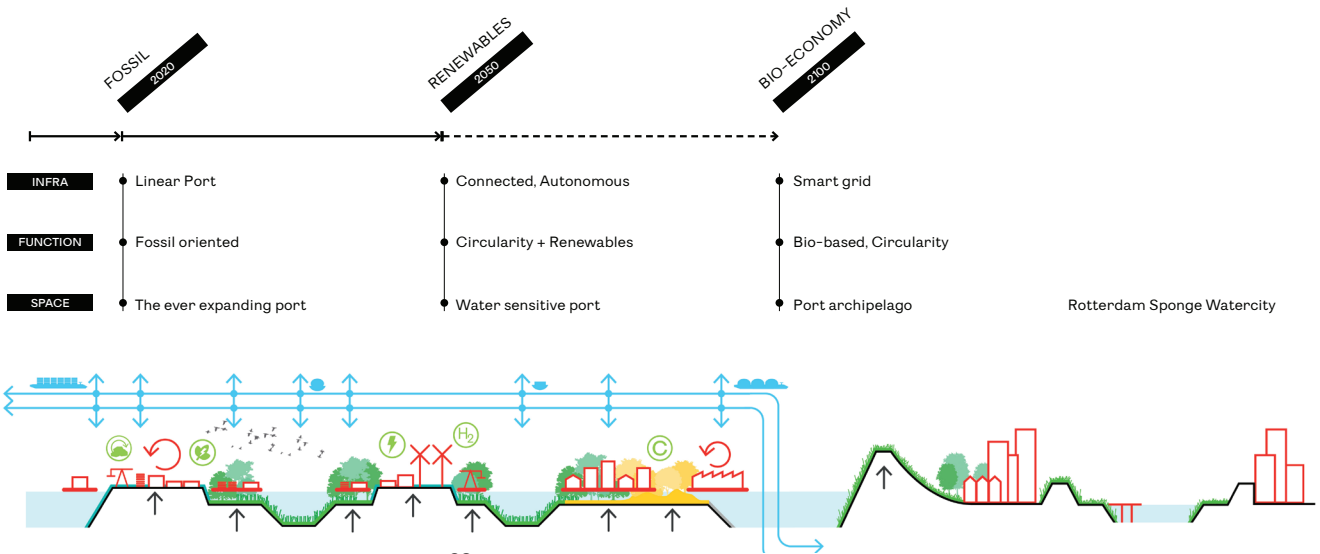 FOSSIL
2020
RENEWABLES
2050
BIO-ECONOMY
2100
INFRA
Linear Port
Connected, Autonomous
Smart grid
FUNCTION
Fossil oriented
Circularity + Renewables
Bio-based, Circularity
SPACE
The ever expanding port
Water sensitive port
Port archipelago
Rotterdam Sponge Watercity
H2
C